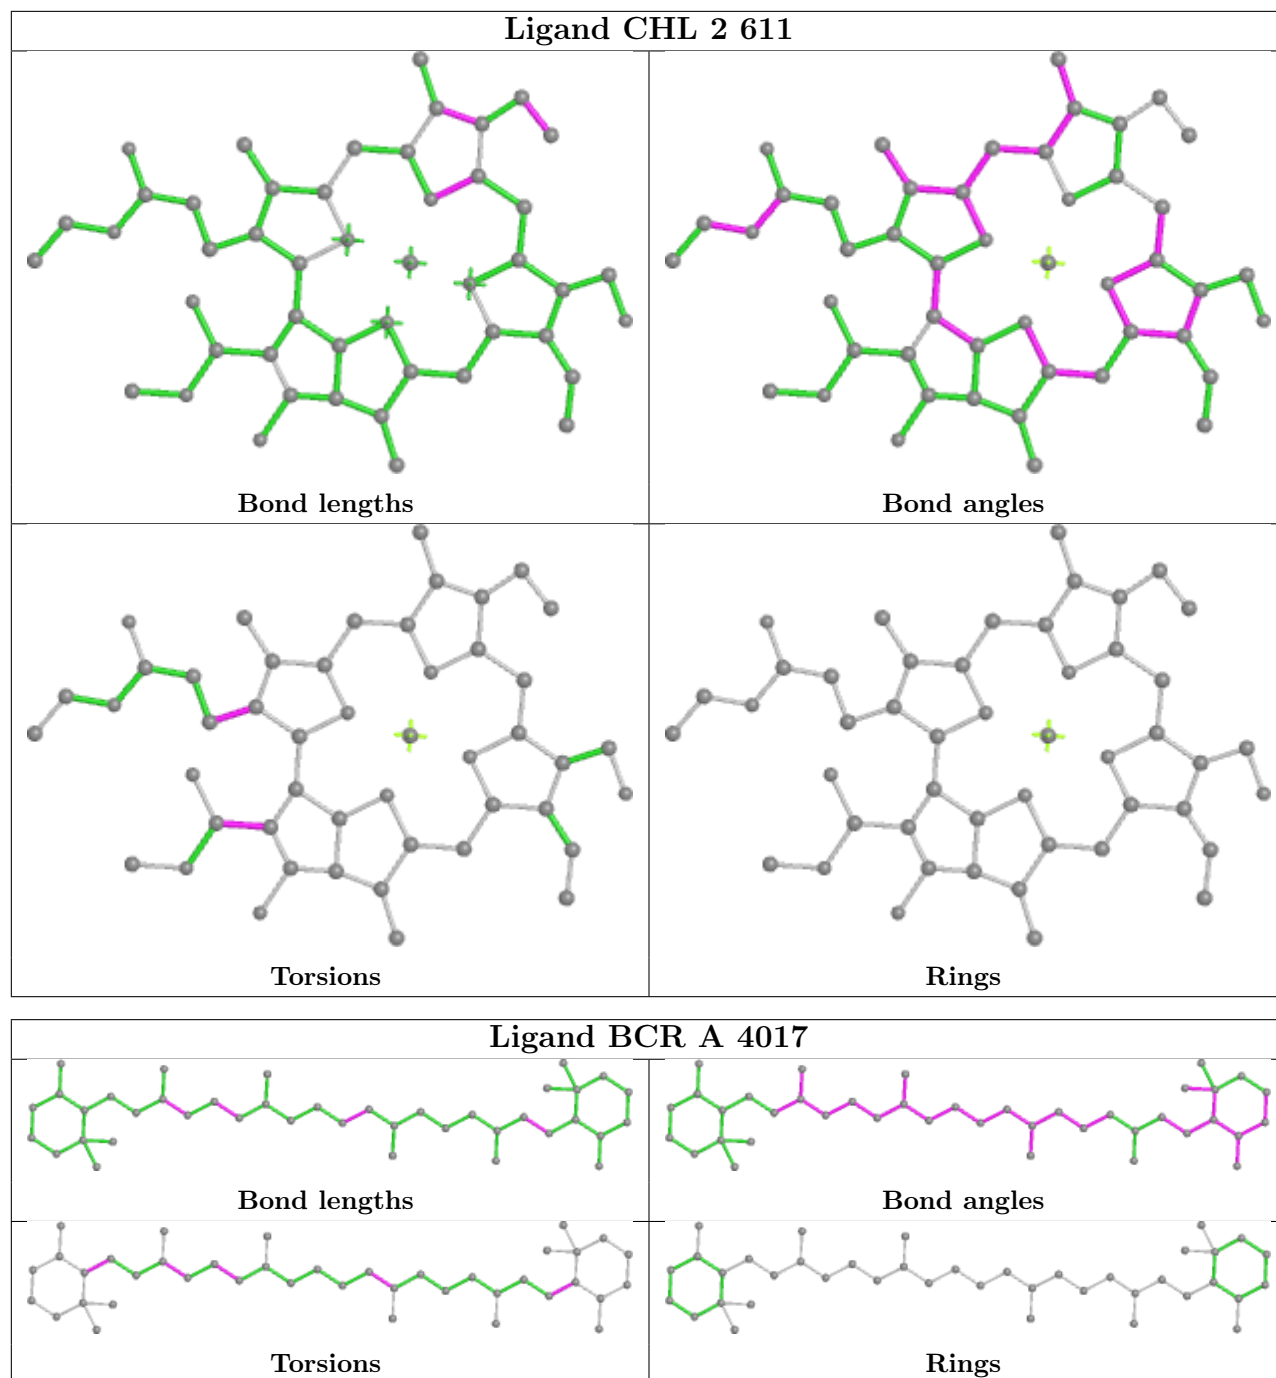 Ligand CHL 2 611
Bond lengths
Bond angles
Torsions
Rings
Ligand BCR A 4017
Bond lengths
Bond angles
Torsions
Rings